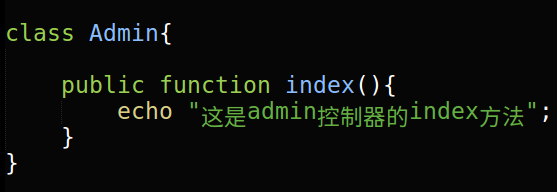 class Admin{
public function index(){
echo "这是admin控制器的index方法";
}
}